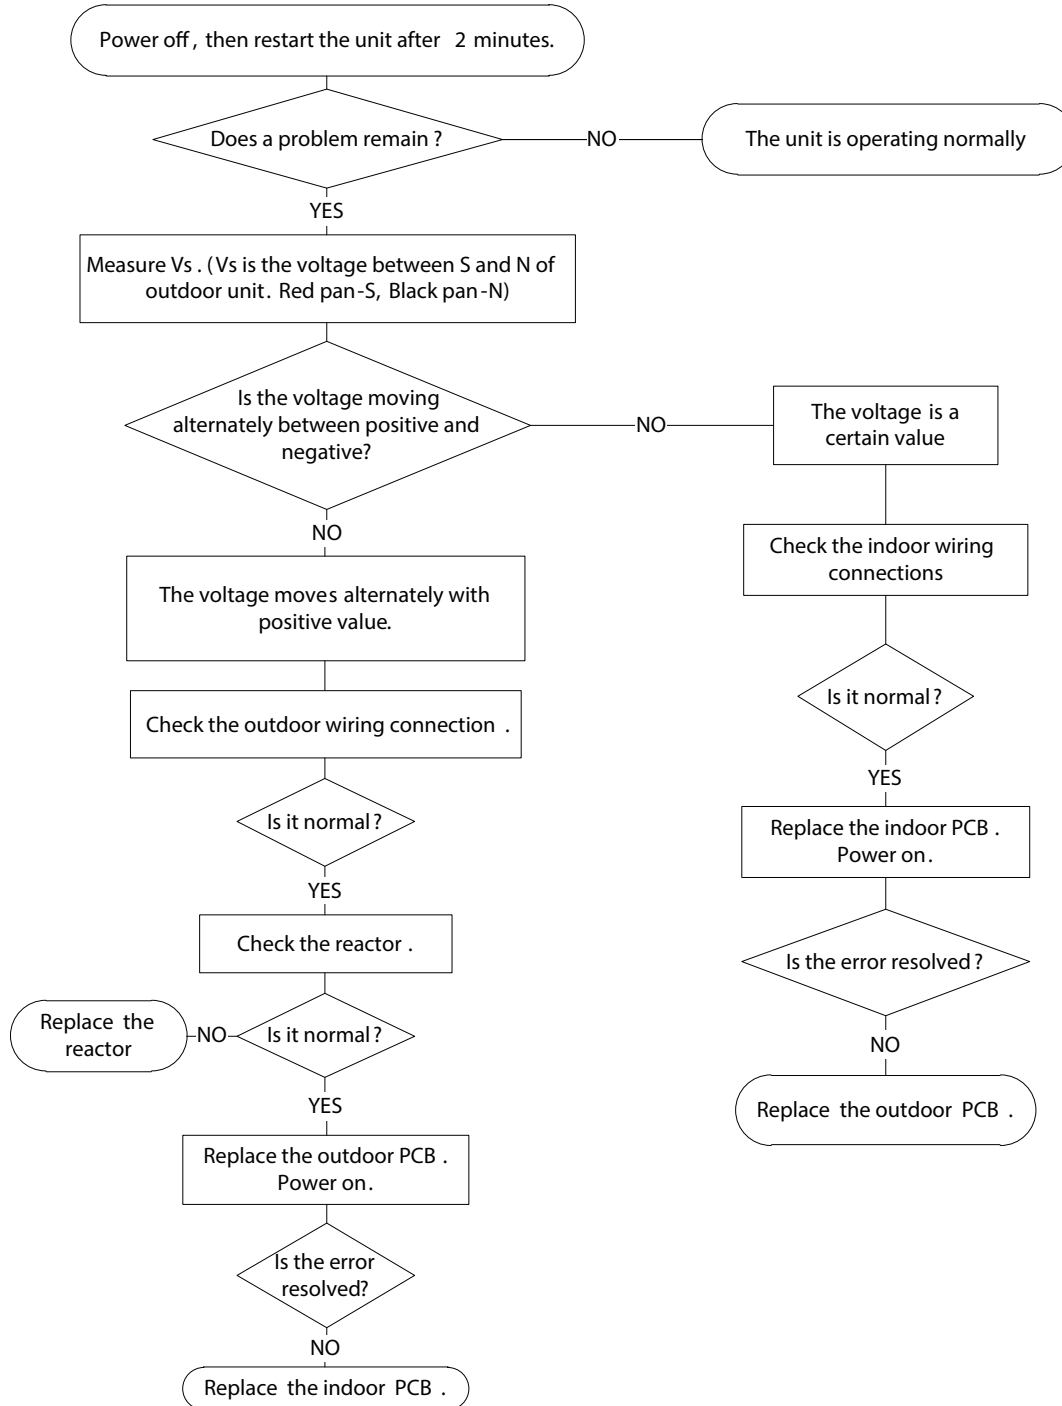 Power off, then restart the unit after 2 minutes.
Does a problem remain?
NO
The unit is operating normally
YES
Measure Vs. (Vs is the voltage between S and N of
outdoor unit. Red pan-S, Black pan-N)
Is the voltage moving
alternately between positive and
negative?
NO
The voltage is a
certain value
NO
The voltage moves alternately with
positive value.
Check the outdoor wiring connection.
Is it normal?
YES
Check the reactor.
Is it normal?
NO
Replace the
reactor
YES
Replace the outdoor PCB.
Power on.
Is the error
resolved?
NO
Replace the indoor PCB.
Check the indoor wiring
connections
Is it normal?
YES
Replace the indoor PCB.
Power on.
Is the error resolved?
NO
Replace the outdoor PCB.